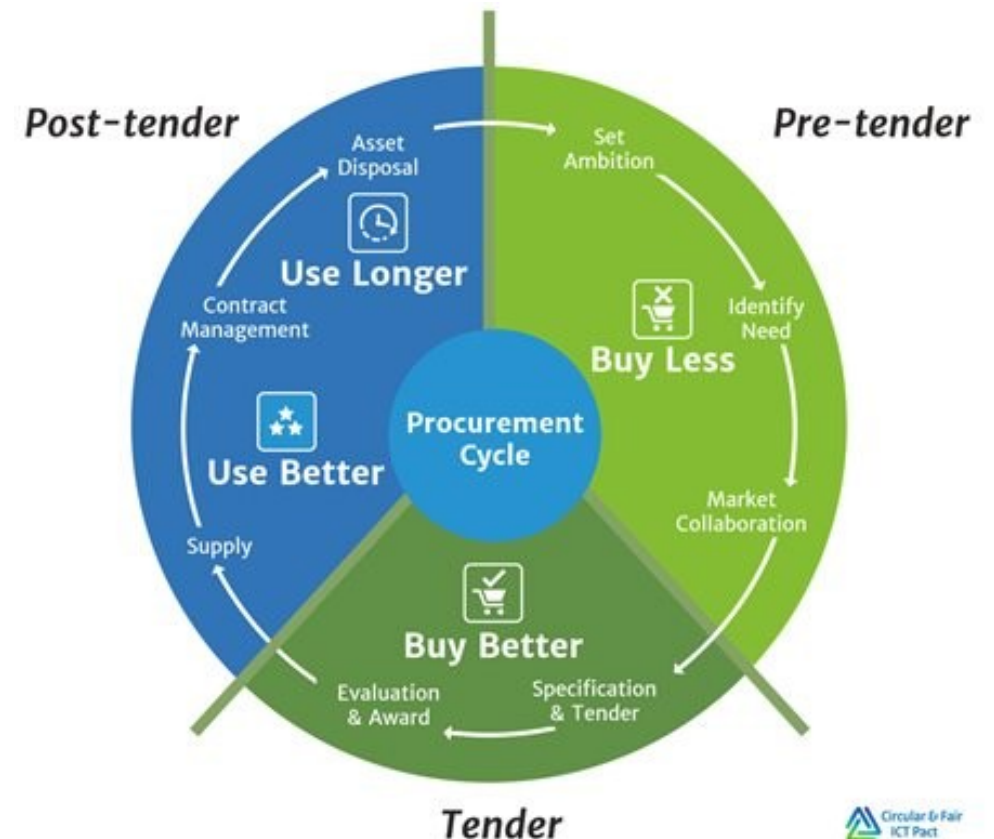 Post-tender
Pre-tender
Set
Ambition
Identify
Need
Buy Less
Market
Collaboration
Specification
& Tender
Buy Better
Evaluation
& Award
Tender
Supply
Use Better
Contract
Management
Use Longer
Asset
Disposal
Procurement
Cycle
Circular & Fair
ICT Pact